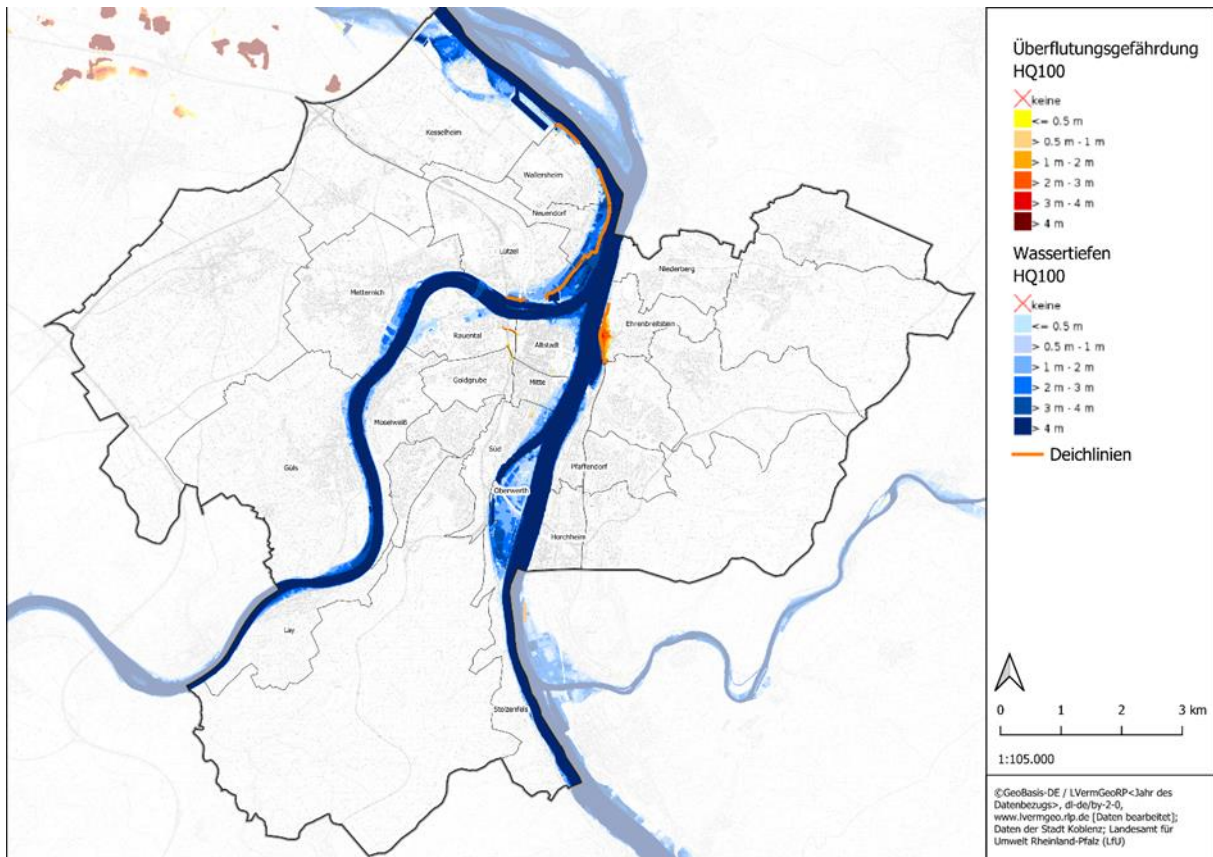 Kesselheim
Wallersheim
Neuendorf
Lützel
Metternich
Niederberg
Ehrenbreitstein
Rauental
Altstadt
Goldgrube
Mitte
Moselweiß
Süd
Güls
Pfaffendorf
Oberwerth
Horchheim
Lay
Stolzenfels
Überflutungsgefährdung
HQ100
keine
<= 0.5 m
> 0.5 m - 1 m
> 1 m - 2 m
> 2 m - 3 m
> 3 m - 4 m
> 4 m
Wassertiefen
HQ100
keine
<= 0.5 m
> 0.5 m - 1 m
> 1 m - 2 m
> 2 m - 3 m
> 3 m - 4 m
> 4 m
Deichlinien
0 1 2 3 km
1:105.000
©GeoBasis-DE / LVermGeoRP<Jahr des
Datenbezugs>, dl-de/by-2-0,
www.lvermgeo.rlp.de [Daten bearbeitet];
Daten der Stadt Koblenz; Landesamt für
Umwelt Rheinland-Pfalz (LfU)